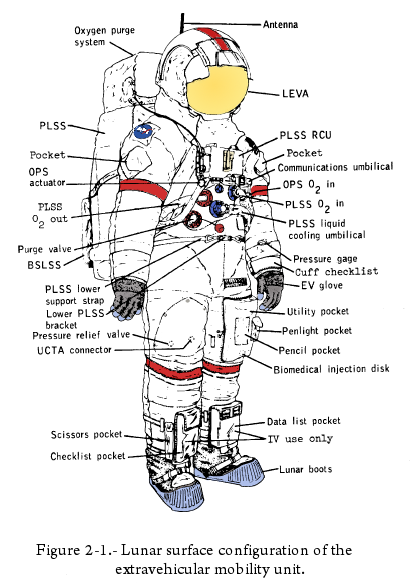 Antenna
Oxygen purge
system
LEVA
PLSS
PLSS RCU
Pocket
Pocket
Communications umbilical
OPS
actuator
OPS O2 in
PLSS O2 in
PLSS
O2 out
PLSS liquid
cooling umbilical
Purge valve
BSLSS
Pressure gage
Cuff checklist
EV glove
PLSS lower
support strap
Lower PLSS
bracket
Utility pocket
Pressure relief valve
Penlight pocket
UCTA connector
Pencil pocket
Biomedical injection disk
Data list pocket
Scissors pocket
IV use only
Checklist pocket
Lunar boots
Figure 2-1.- Lunar surface configuration of the
extravehicular mobility unit.